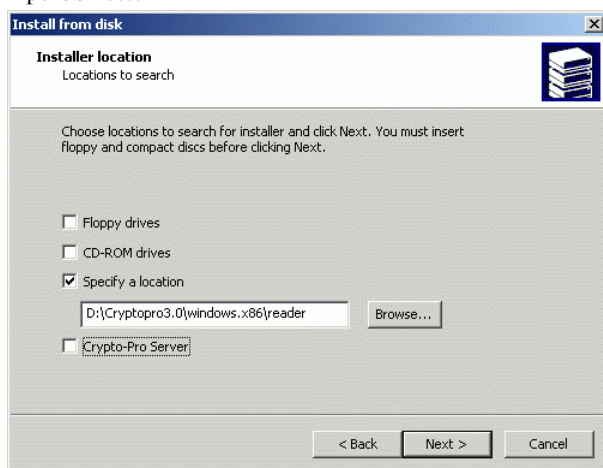 Install from disk
Installer location
Locations to search
Choose locations to search for installer and click Next. You must insert
floppy and compact discs before clicking Next.
Floppy drives
CD-ROM drives
Specify a location
D:\Cryptopro3.0\windows.x86\reader Browse...
Crypto-Pro Server
< Back Next > Cancel